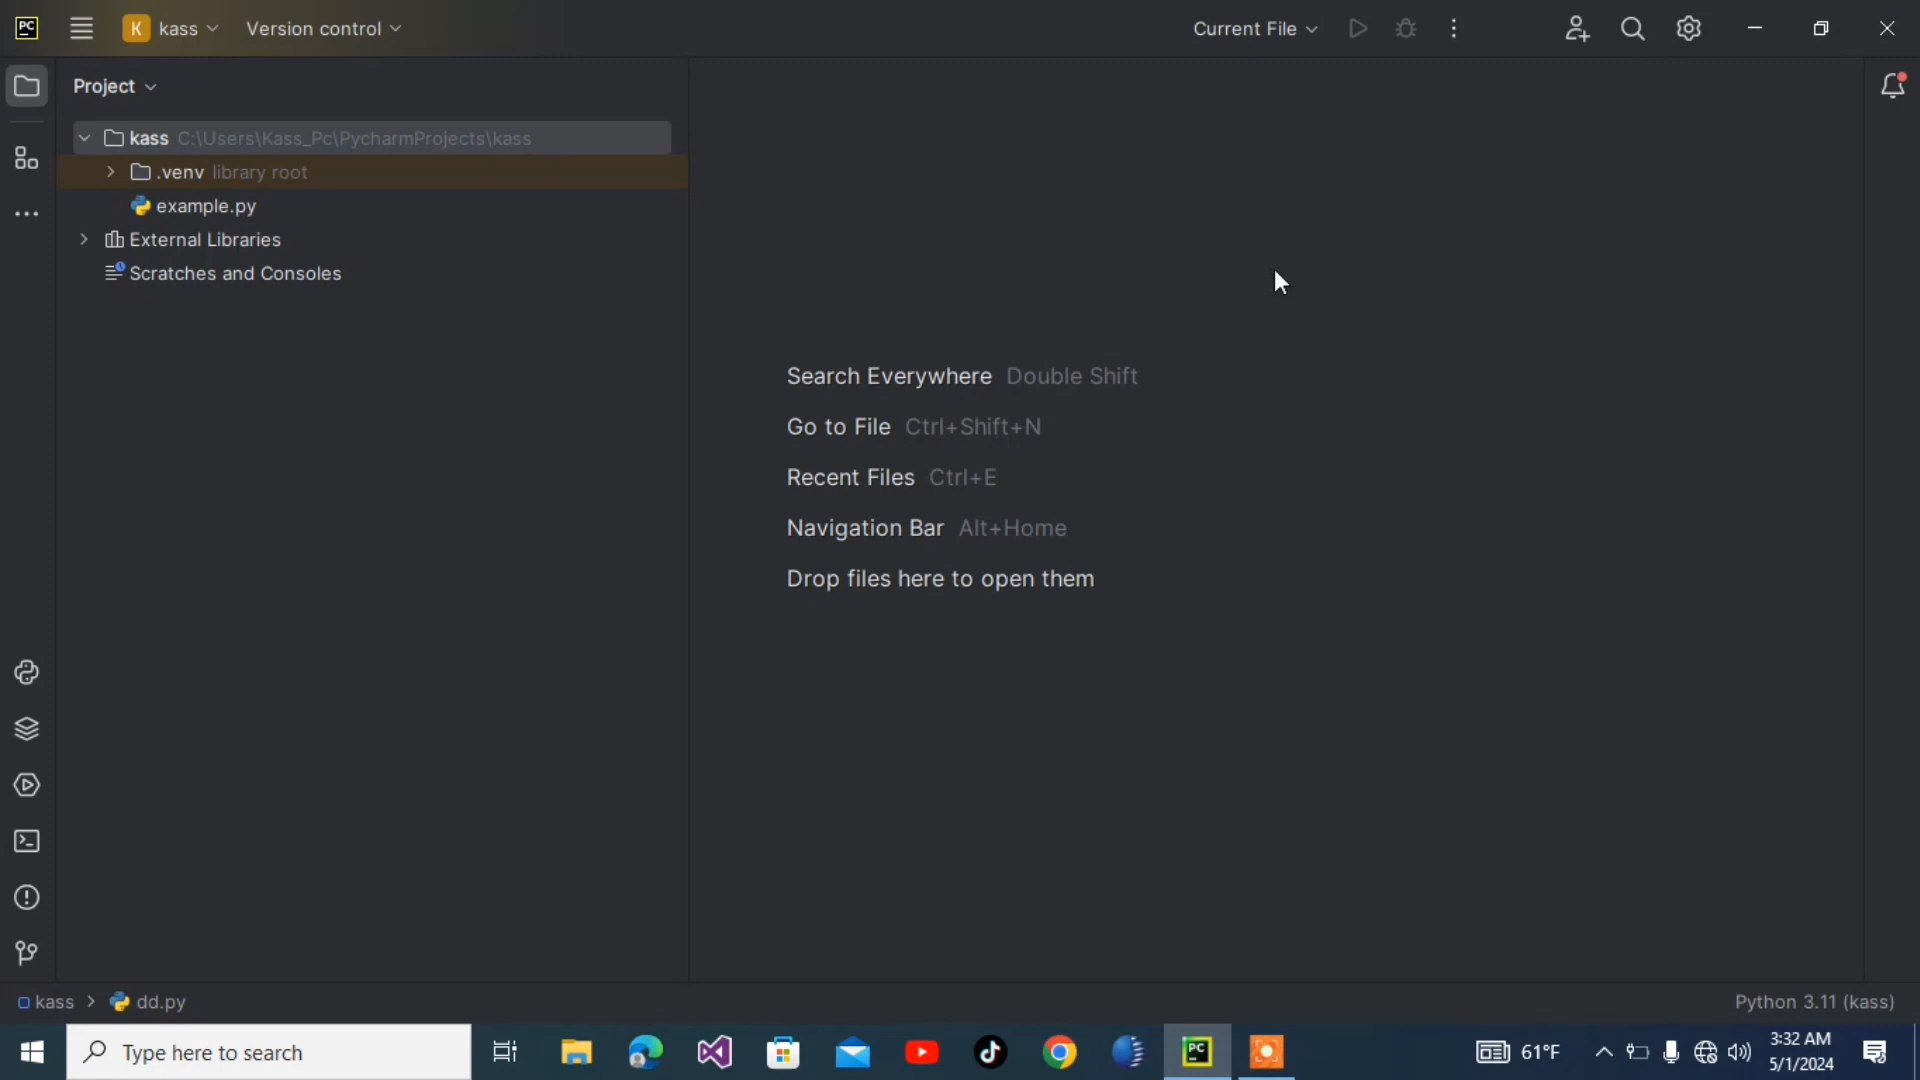 PC K kass Version control Current File
Project
kass C:\Users\Kass_Pc\PycharmProjects\kass
.venv library root
example.py
External Libraries
Scratches and Consoles
Search Everywhere Double Shift
Go to File Ctrl+Shift+N
Recent Files Ctrl+E
Navigation Bar Alt+Home
Drop files here to open them
kass > dd.py Python 3.11 (kass)
Type here to search PC 61°F 3:32 AM
5/1/2024